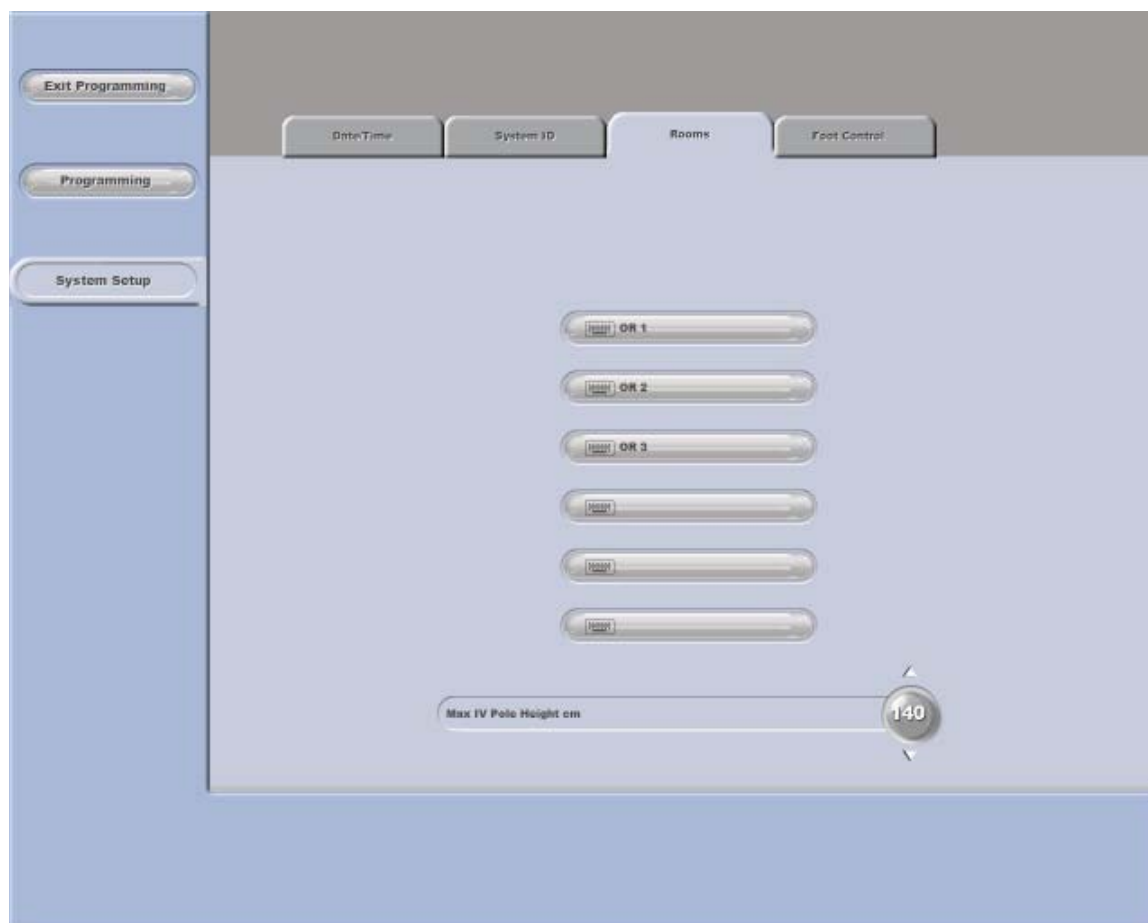 Exit Programming
Date/Time
System ID
Rooms
Foot Control
Programming
System Setup
OR 1
OR 2
OR 3
Max IV Pole Height cm
140